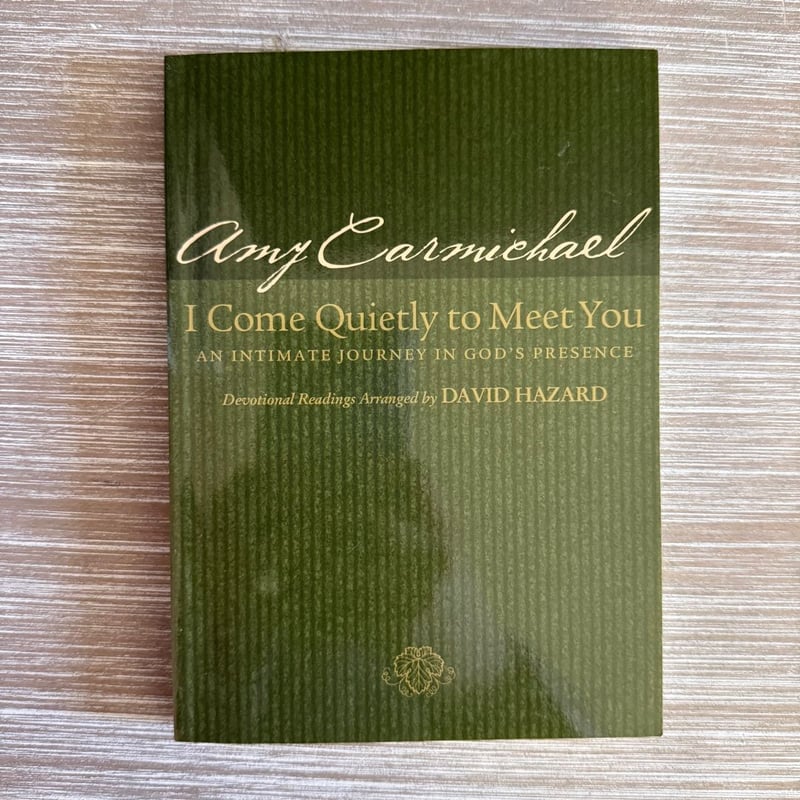 Amy Carmichael
I Come Quietly to Meet You
AN INTIMATE JOURNEY IN GOD'S PRESENCE
Devotional Readings Arranged by DAVID HAZARD